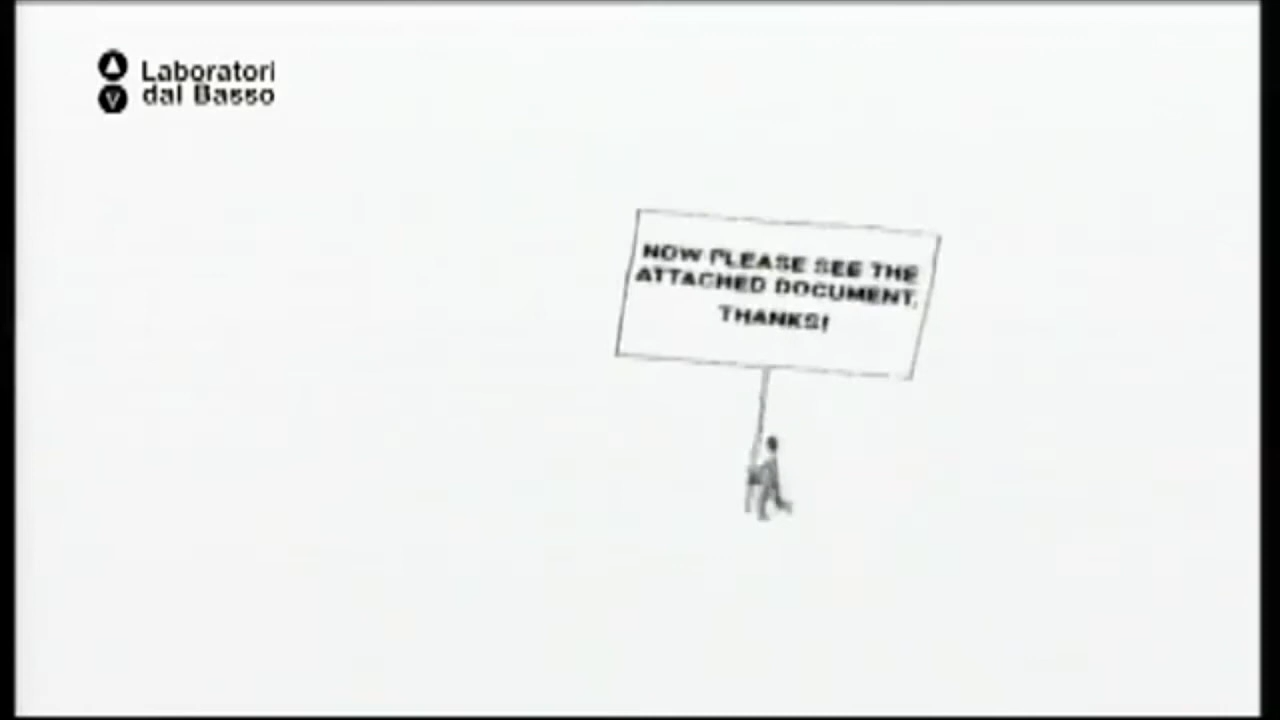 Laboratori
dal Basso
NOW PLEASE SEE THE
ATTACHED DOCUMENT.
THANKS!